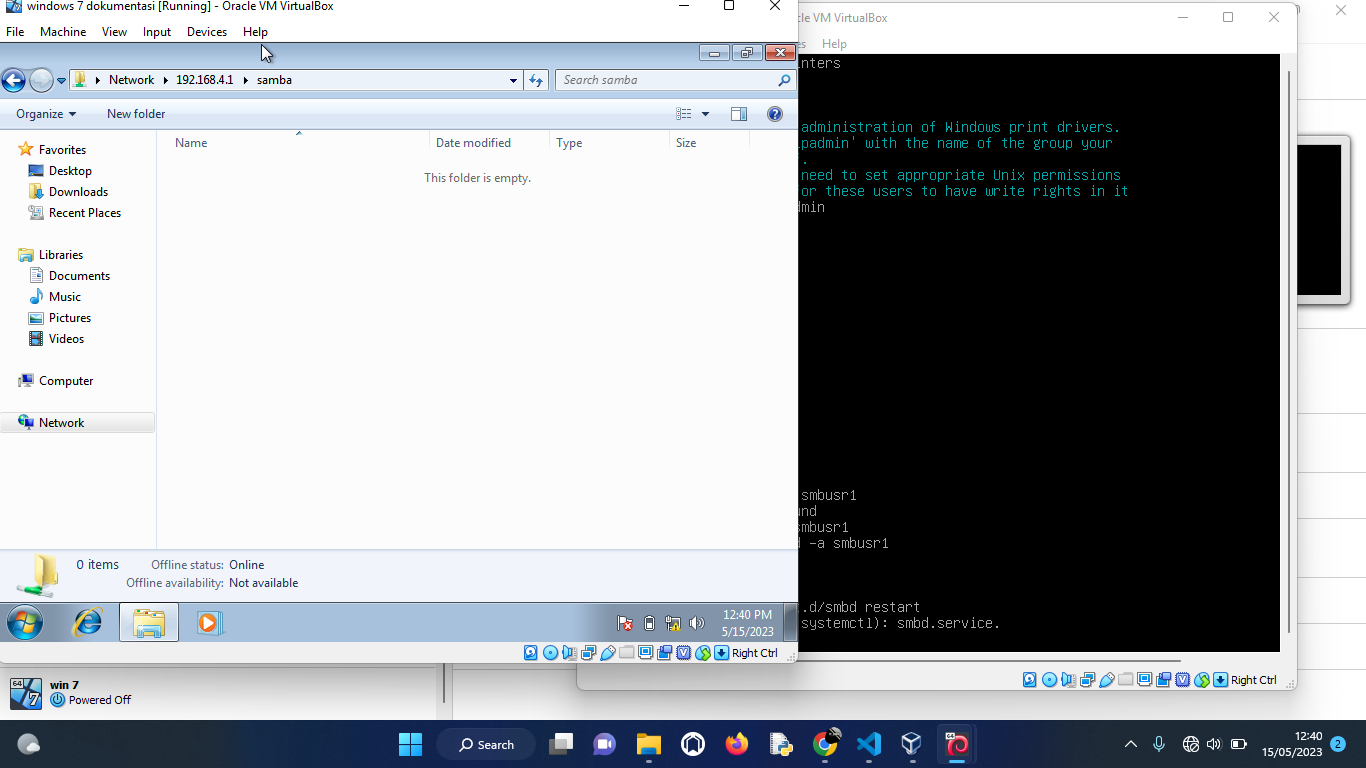 windows 7 dokumentasi [Running] - Oracle VM VirtualBox
File Machine View Input Devices Help
Network 192.168.4.1 samba
Search samba
Organize New folder
Name Date modified Type Size
This folder is empty.
Favorites
Desktop
Downloads
Recent Places
Libraries
Documents
Music
Pictures
Videos
Computer
Network
0 items Offline status: Online
Offline availability: Not available
12:40 PM
5/15/2023
Right Ctrl
cle VM VirtualBox
es Help
nters
administration of Windows print drivers.
padmin' with the name of the group your
.
need to set appropriate Unix permissions
or these users to have write rights in it
dmin
smbusr1
und
smbusr1
d -a smbusr1
.d/smbd restart
systemctl): smbd.service.
Right Ctrl
64
win 7
Powered Off
Search
12:40
15/05/2023
2